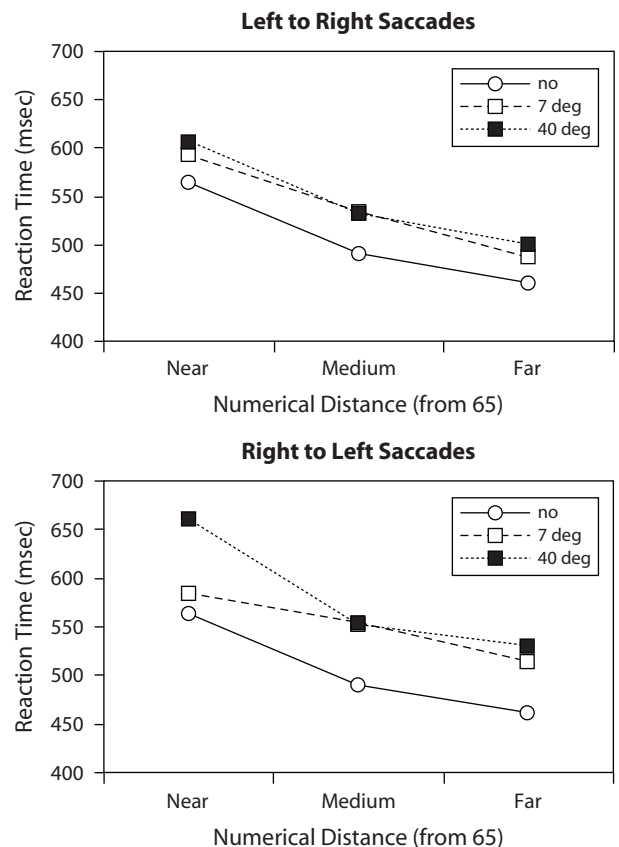 Left to Right Saccades
700
650
600
550
500
450
400
Reaction Time (msec)
no
7 deg
40 deg
Near Medium Far
Numerical Distance (from 65)
Right to Left Saccades
700
650
600
550
500
450
400
Reaction Time (msec)
no
7 deg
40 deg
Near Medium Far
Numerical Distance (from 65)